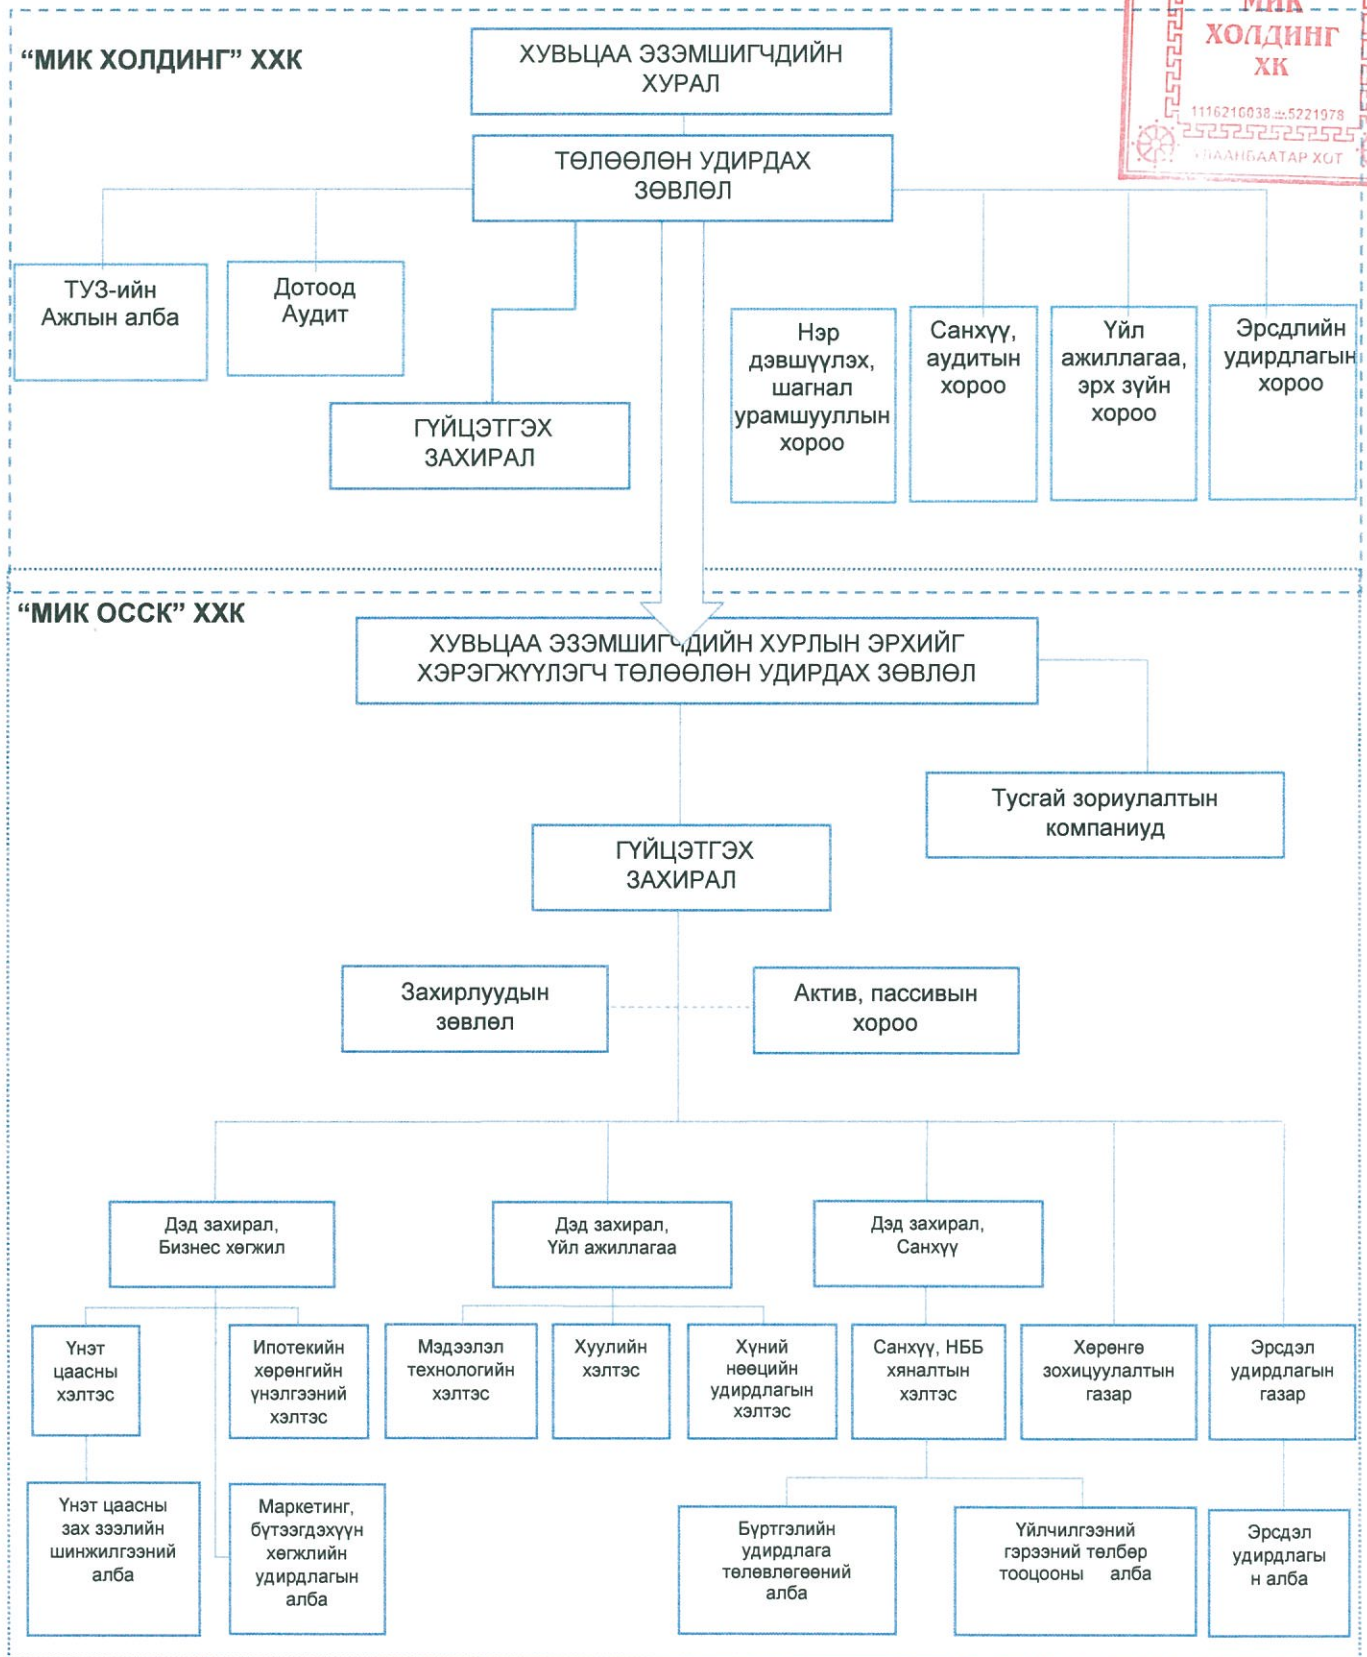 МИК
ХОЛДИНГ
ХК
1116216038 5221978
УЛААНБААТАР ХОТ
“МИК ХОЛДИНГ” ХХК
ХУВЬЦАА ЭЗЭМШИГЧДИЙН
ХУРАЛ
ТӨЛӨӨЛӨН УДИРДАХ
ЗӨВЛӨЛ
ТУЗ-ийн
Ажлын алба
Дотоод
Аудит
ГҮЙЦЭТГЭХ
ЗАХИРАЛ
Нэр
дэвшүүлэх,
шагнал
урамшууллын
хороо
Санхүү,
аудитын
хороо
Үйл
ажиллагаа,
эрх зүйн
хороо
Эрсдлийн
удирдлагын
хороо
“МИК ОССК” ХХК
ХУВЬЦАА ЭЗЭМШИГЧДИЙН ХУРЛЫН ЭРХИЙГ
ХЭРЭГЖҮҮЛЭГЧ ТӨЛӨӨЛӨН УДИРДАХ ЗӨВЛӨЛ
Тусгай зориулалтын
компаниуд
ГҮЙЦЭТГЭХ
ЗАХИРАЛ
Захирлуудын
зөвлөл
Актив, пассивын
хороо
Дэд захирал,
Бизнес хөгжил
Дэд захирал,
Үйл ажиллагаа
Дэд захирал,
Санхүү
Үнэт
цаасны
хэлтэс
Ипотекийн
хөрөнгийн
үнэлгээний
хэлтэс
Мэдээлэл
технологийн
хэлтэс
Хуулийн
хэлтэс
Хүний
нөөцийн
удирдлагын
хэлтэс
Санхүү, НББ
хяналтын
хэлтэс
Хөрөнгө
зохицуулалтын
газар
Эрсдэл
удирдлагын
газар
Үнэт цаасны
зах зээлийн
шинжилгээний
алба
Маркетинг,
бүтээгдэхүүн
хөгжлийн
удирдлагын
алба
Бүртгэлийн
удирдлага
төлөвлөгөөний
алба
Үйлчилгээний
гэрээний төлбөр
тооцооны алба
Эрсдэл
удирдлагы
н алба